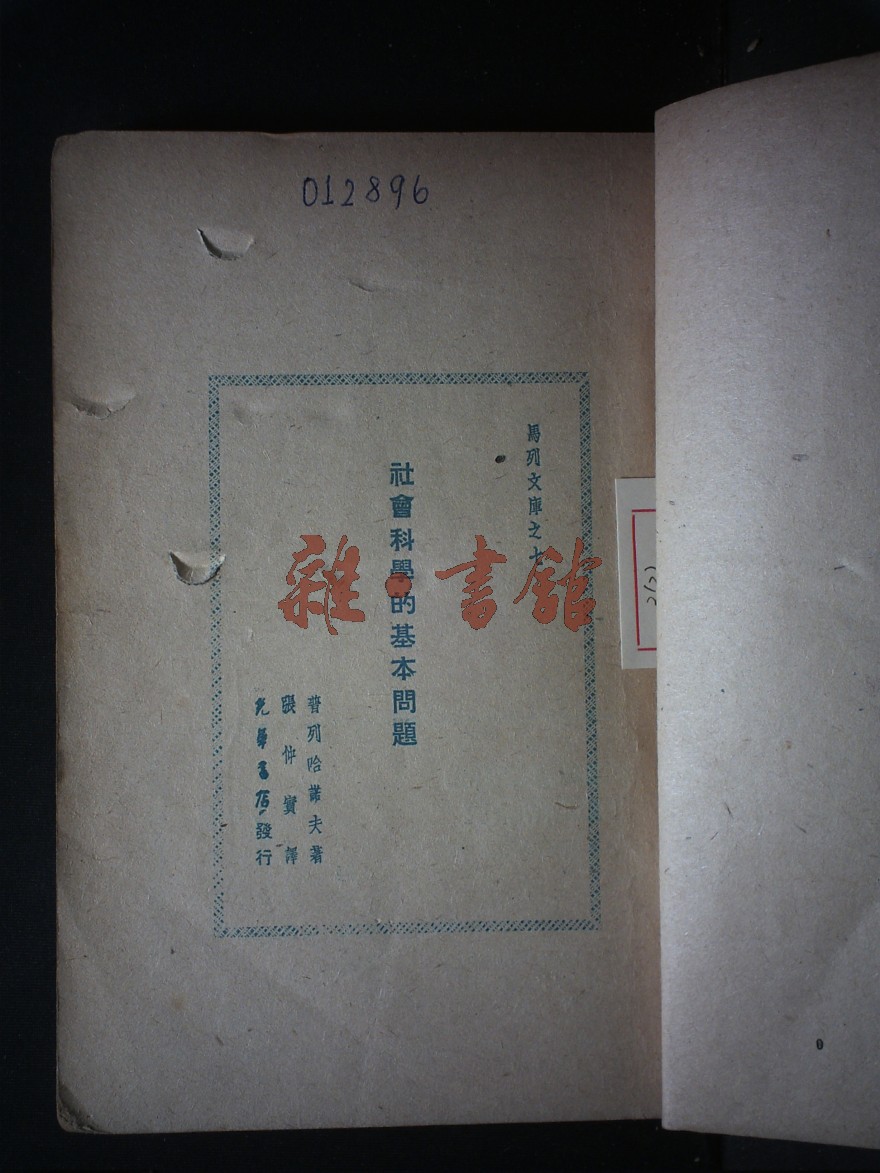 012896
馬列文庫之七
社會科學的基本問題
普列哈諾夫著
張仲實譯
光華書店發行
雜·書館
0